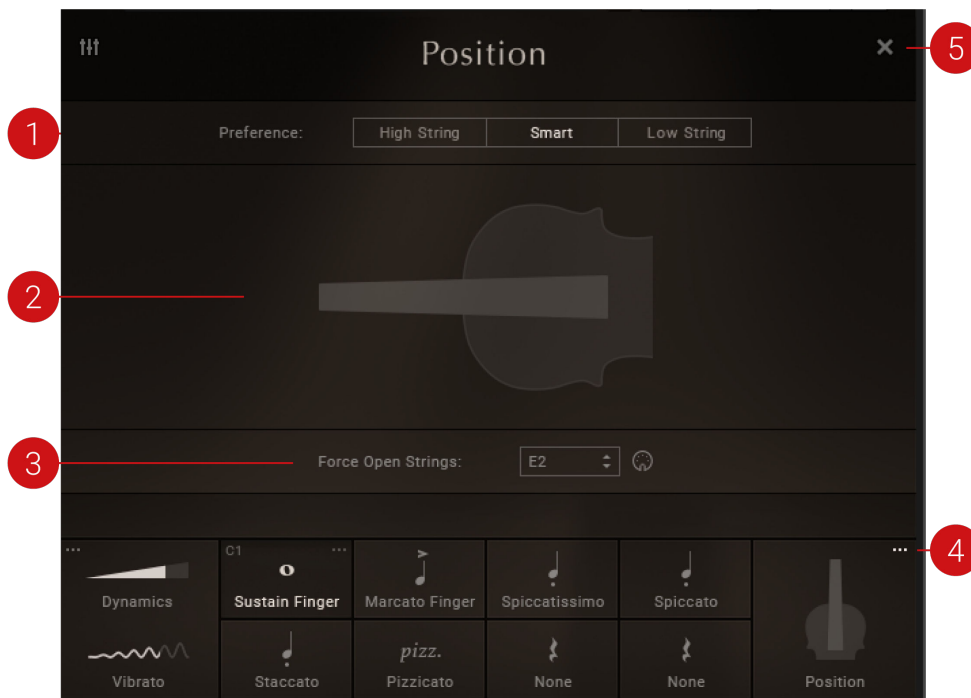 Position
5
1
Preference: High String Smart Low String
2
3
Force Open Strings: E2
4
C1
Dynamics Sustain Finger Marcato Finger Spiccatissimo Spiccato
pizz.
Vibrato Staccato Pizzicato None None Position